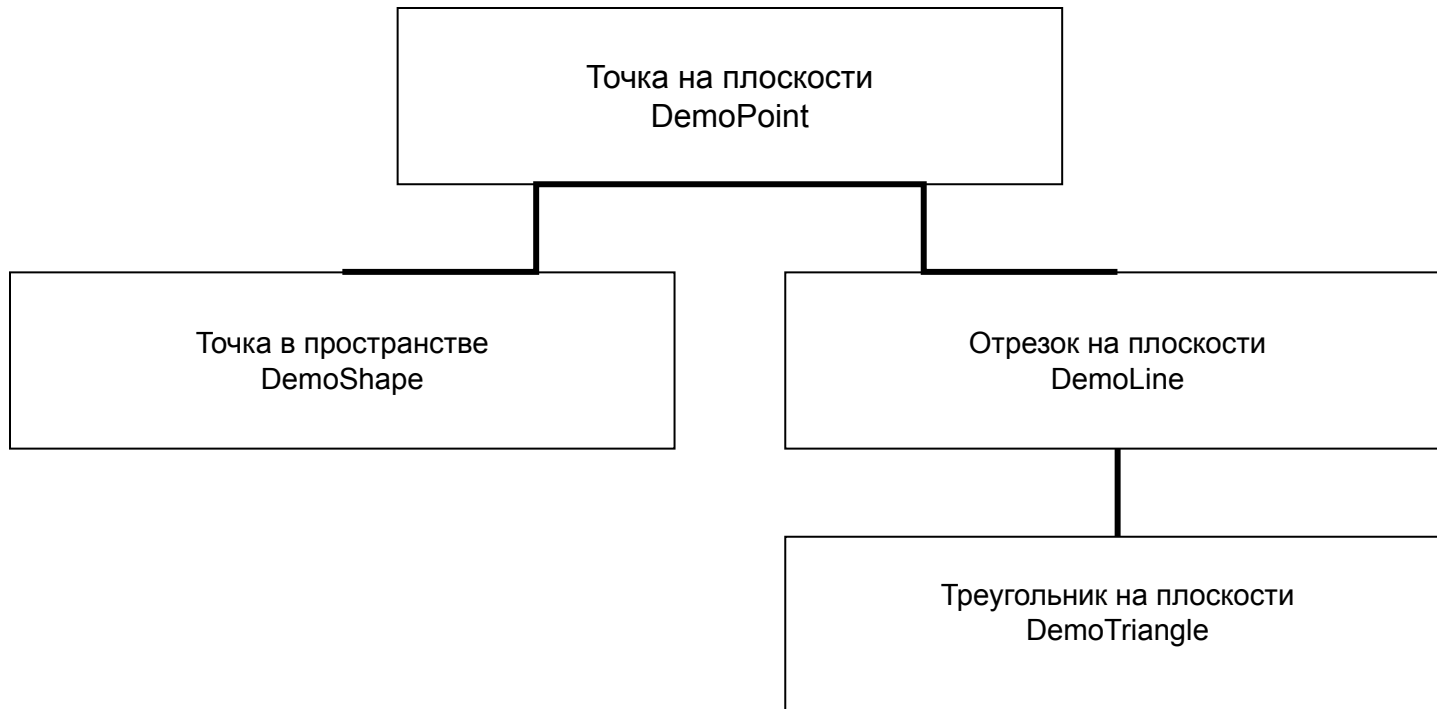 Точка на плоскости
DemoPoint
Точка в пространстве
DemoShape
Отрезок на плоскости
DemoLine
Треугольник на плоскости
DemoTriangle